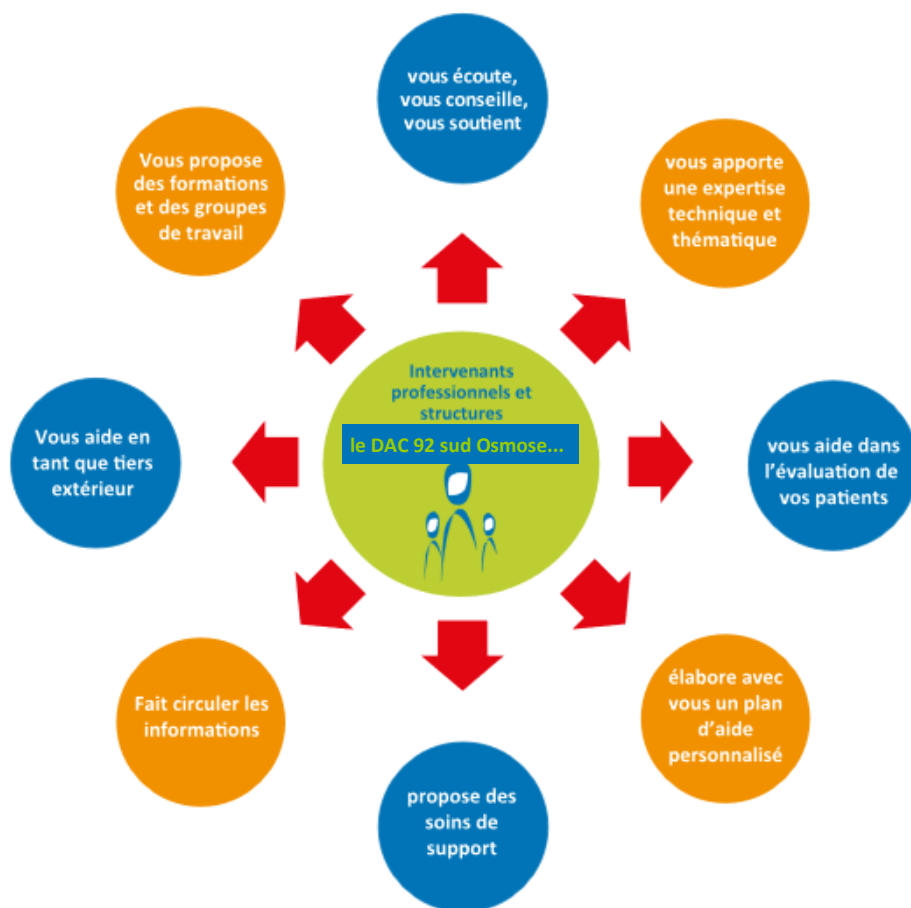 vous écoute,
vous conseille,
vous soutient
Vous propose
des formations
et des groupes
de travail
vous apporte
une expertise
technique et
thématique
Intervenants
professionnels et
structures
le DAC 92 sud Osmose...
Vous aide en
tant que tiers
extérieur
vous aide dans
l'évaluation de
vos patients
Fait circuler les
informations
élabore avec
vous un plan
d'aide
personnalisé
propose des
soins de
support